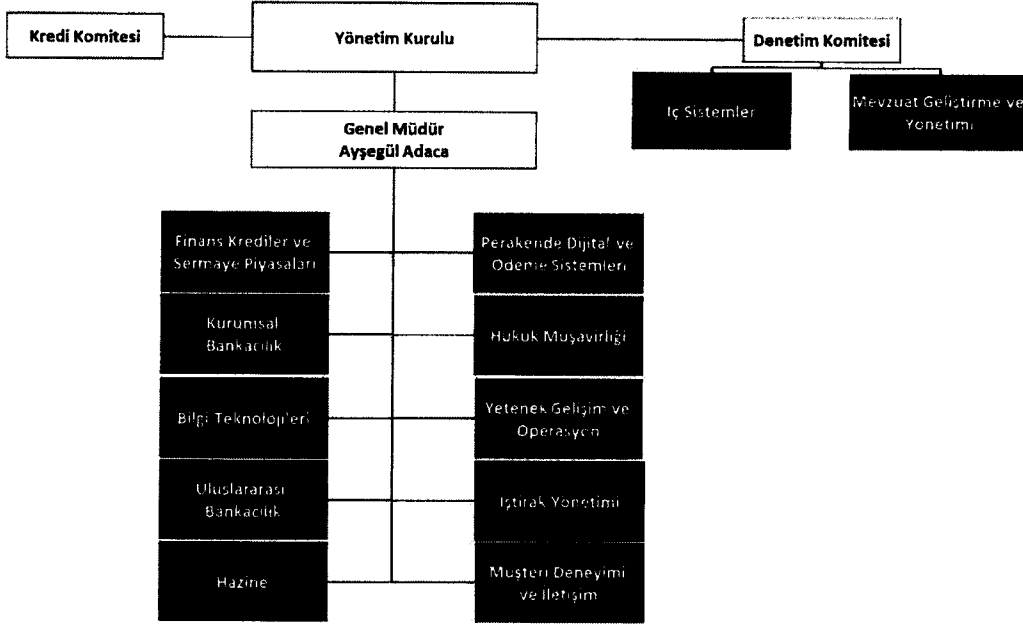 Kredi Komitesi
Yönetim Kurulu
Denetim Komitesi
İç Sistemler
Mevzuat Geliştirme ve
Yönetimi
Genel Müdür
Ayşegül Adaca
Finans Krediler ve
Sermaye Piyasaları
Perakende Dijital ve
Ödeme Sistemleri
Kurumsal
Bankacılık
Hukuk Müşavirliği
Bilgi Teknolojileri
Yetenek Gelişim ve
Operasyon
Uluslararası
Bankacılık
İştirak Yönetimi
Hazine
Müşteri Deneyimi
ve İletişim